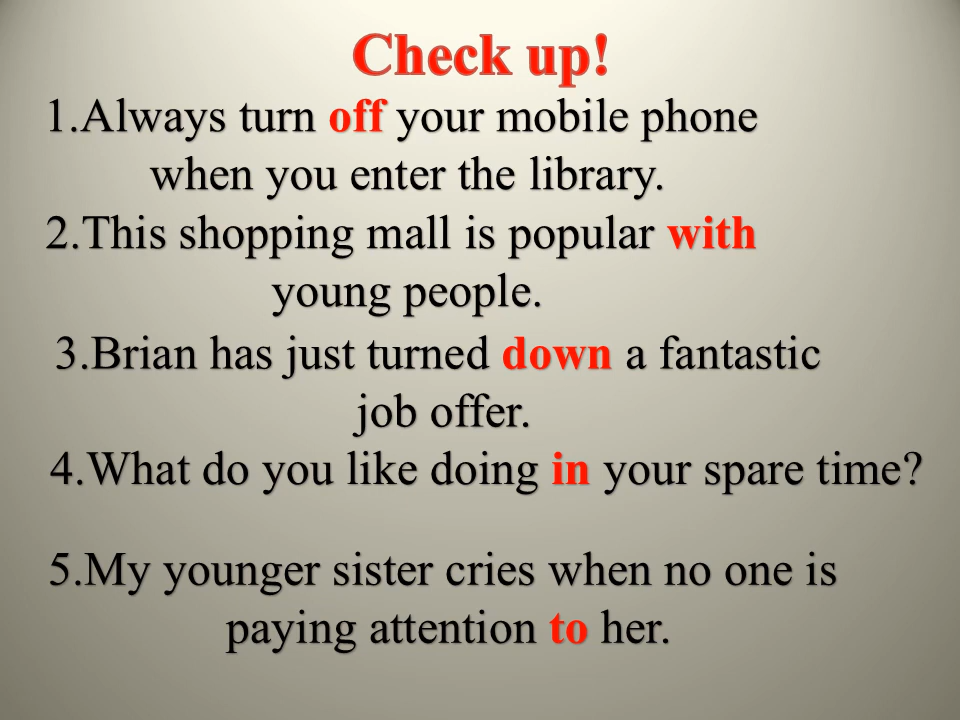 Check up!
1.Always turn off your mobile phone
when you enter the library.
2.This shopping mall is popular with
young people.
3.Brian has just turned down a fantastic
job offer.
4.What do you like doing in your spare time?
5.My younger sister cries when no one is
paying attention to her.